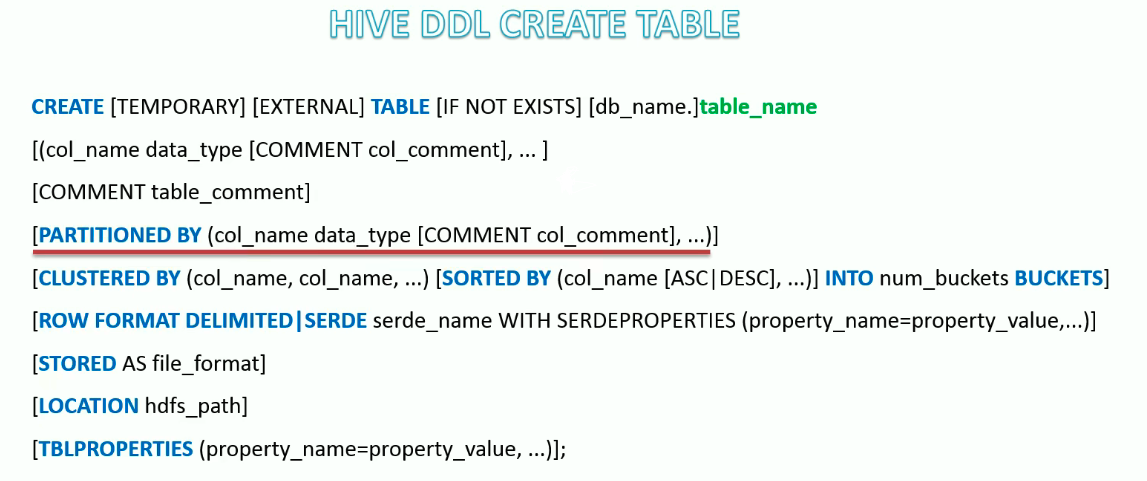 HIVE DDL CREATE TABLE
CREATE [TEMPORARY] [EXTERNAL] TABLE [IF NOT EXISTS] [db_name.]table_name
[(col_name data_type [COMMENT col_comment], ... ]
[COMMENT table_comment]
[PARTITIONED BY (col_name data_type [COMMENT col_comment], ...)]
[CLUSTERED BY (col_name, col_name, ...) [SORTED BY (col_name [ASC|DESC], ...)] INTO num_buckets BUCKETS]
[ROW FORMAT DELIMITED|SERDE serde_name WITH SERDEPROPERTIES (property_name=property_value,...)]
[STORED AS file_format]
[LOCATION hdfs_path]
[TBLPROPERTIES (property_name=property_value, ...)];